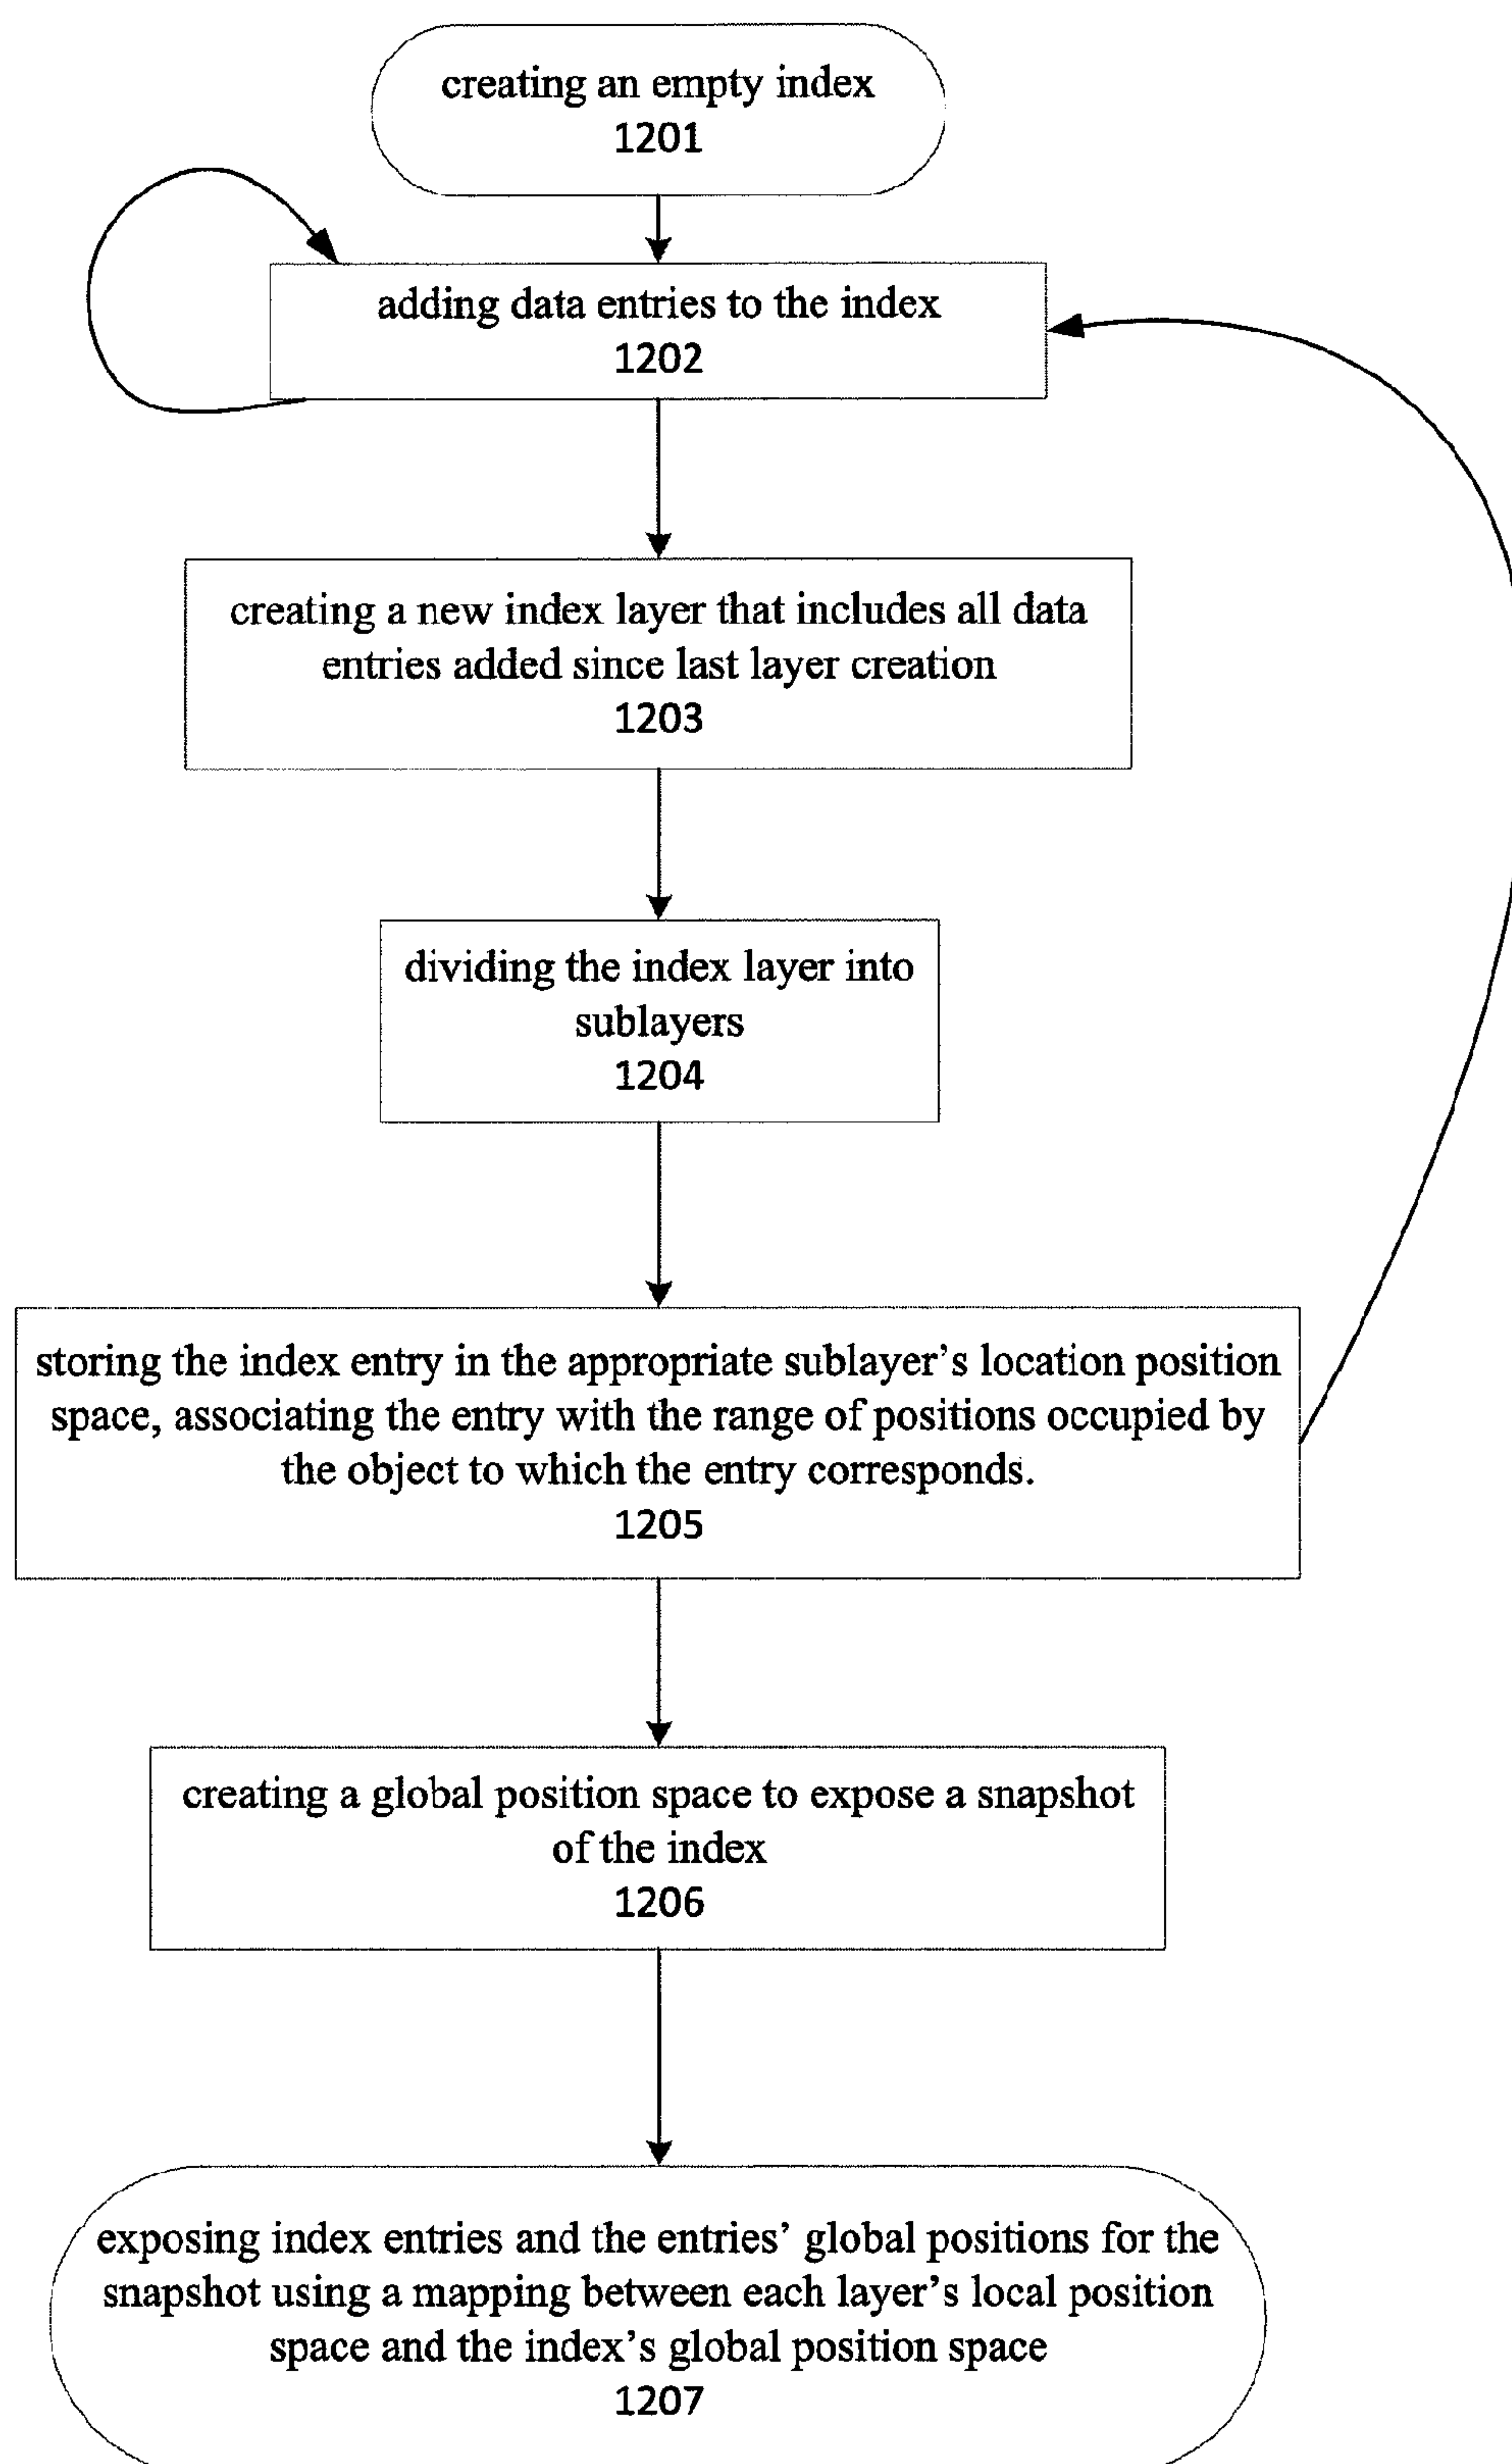 creating an empty index
1201
adding data entries to the index
1202
creating a new index layer that includes all data
entries added since last layer creation
1203
dividing the index layer into
sublayers
1204
storing the index entry in the appropriate sublayer's location position
space, associating the entry with the range of positions occupied by
the object to which the entry corresponds.
1205
creating a global position space to expose a snapshot
of the index
1206
exposing index entries and the entries' global positions for the
snapshot using a mapping between each layer's local position
space and the index's global position space
1207